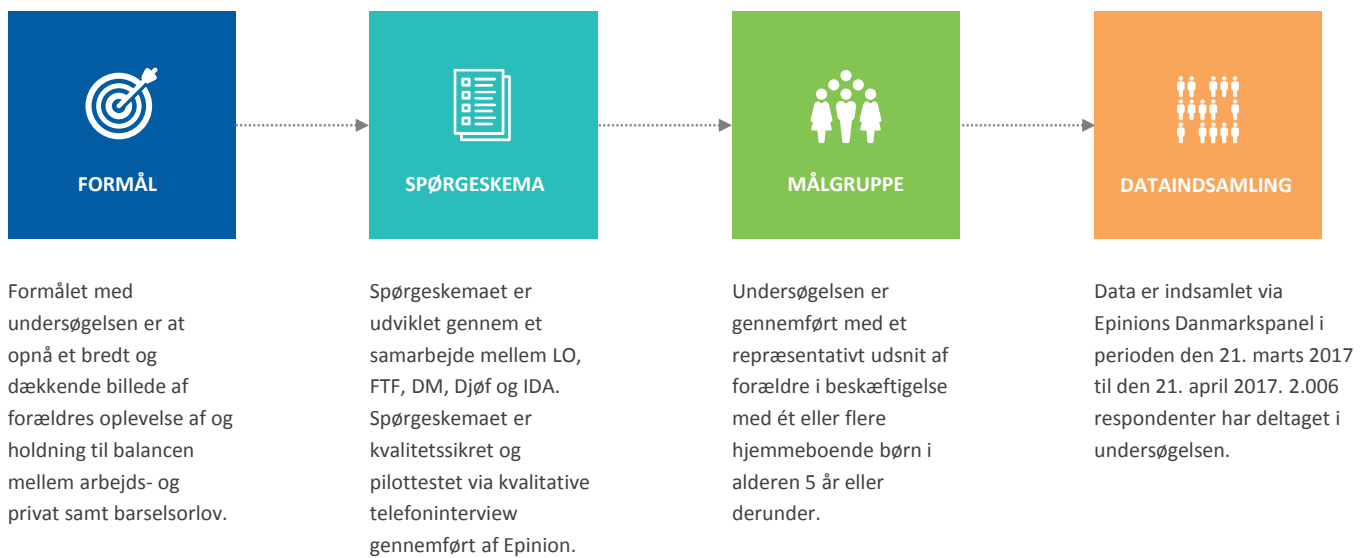 FORMÅL
Formålet med
undersøgelsen er at
opnå et bredt og
dækkende billede af
forældres oplevelse af og
holdning til balancen
mellem arbejds- og
privat samt barselsorlov.
SPØRGESKEMA
Spørgeskemaet er
udviklet gennem et
samarbejde mellem LO,
FTF, DM, Djøf og IDA.
Spørgeskemaet er
kvalitetssikret og
pilottestet via kvalitative
telefoninterview
gennemført af Epinion.
MÅLGRUPPE
Undersøgelsen er
gennemført med et
repræsentativt udsnit af
forældre i beskæftigelse
med ét eller flere
hjemmeboende børn i
alderen 5 år eller
derunder.
DATAINDSAMLING
Data er indsamlet via
Epinions Danmarkspanel i
perioden den 21. marts 2017
til den 21. april 2017. 2.006
respondenter har deltaget i
undersøgelsen.